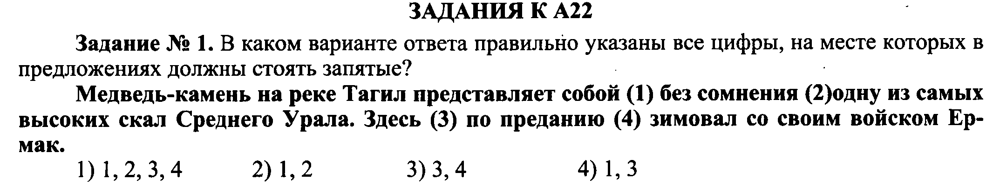 ЗАДАНИЯ К А22
Задание № 1. В каком варианте ответа правильно указаны все цифры, на месте которых в
предложениях должны стоять запятые?
Медведь-камень на реке Тагил представляет собой (1) без сомнения (2)одну из самых
высоких скал Среднего Урала. Здесь (3) по преданию (4) зимовал со своим войском Ер-
мак.
1) 1, 2, 3, 4 2) 1, 2 3) 3, 4 4) 1, 3